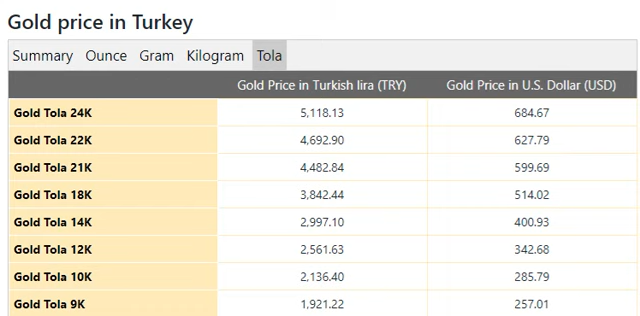 Gold price in Turkey
Summary Ounce Gram Kilogram Tola
Gold Price in Turkish lira (TRY) Gold Price in U.S. Dollar (USD)
Gold Tola 24K 5,118.13 684.67
Gold Tola 22K 4,692.90 627.79
Gold Tola 21K 4,482.84 599.69
Gold Tola 18K 3,842.44 514.02
Gold Tola 14K 2,997.10 400.93
Gold Tola 12K 2,561.63 342.68
Gold Tola 10K 2,136.40 285.79
Gold Tola 9K 1,921.22 257.01